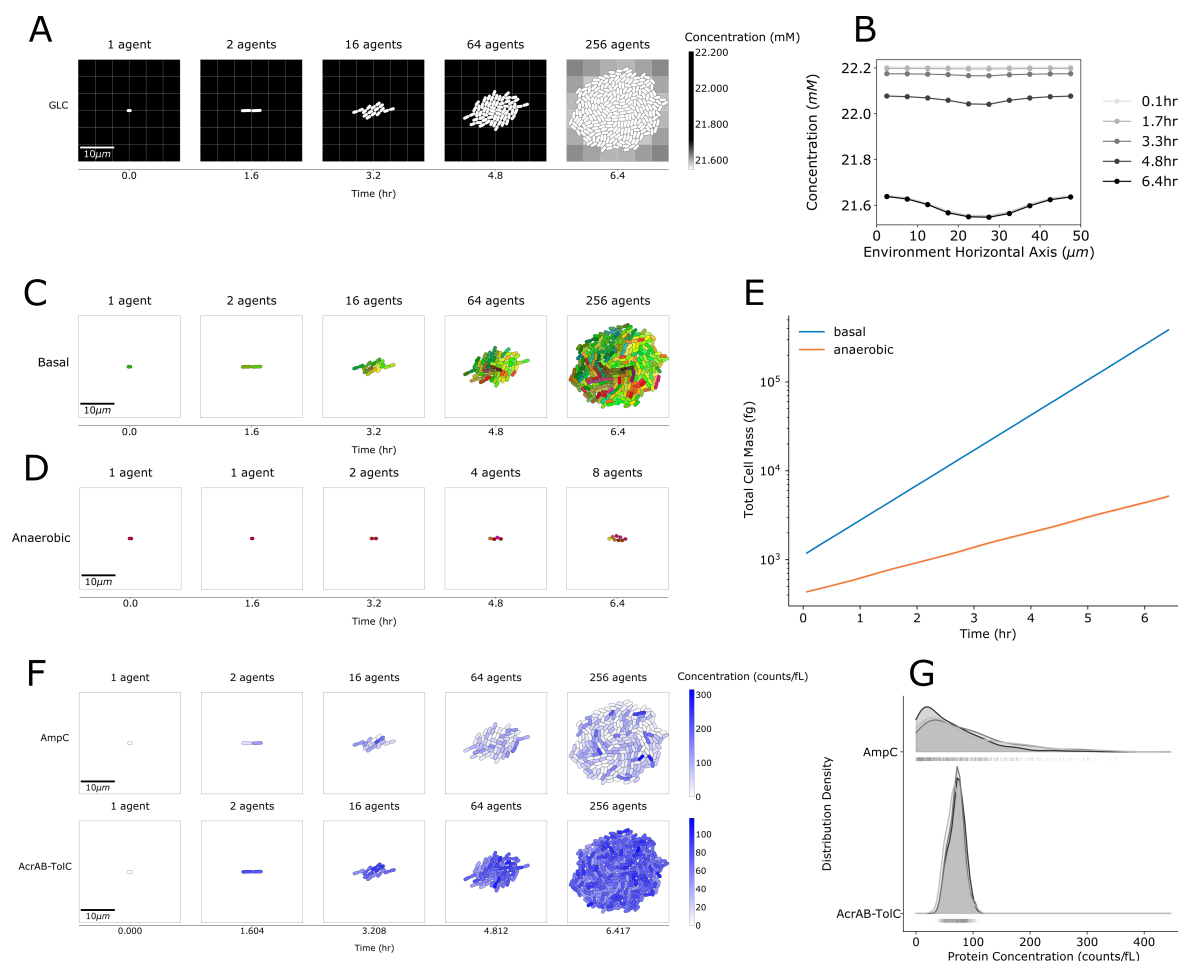 A
1 agent 2 agents 16 agents 64 agents 256 agents
Concentration (mM)
GLC
10μm
22.200
22.000
21.800
21.600
0.0 1.6 3.2 4.8 6.4
Time (hr)
B
Concentration (mM)
22.2
22.0
21.8
21.6
0 10 20 30 40 50
Environment Horizontal Axis (μm)
0.1hr
1.7hr
3.3hr
4.8hr
6.4hr
C
1 agent 2 agents 16 agents 64 agents 256 agents
Basal
10μm
0.0 1.6 3.2 4.8 6.4
Time (hr)
D
1 agent 1 agent 2 agents 4 agents 8 agents
Anaerobic
10μm
0.0 1.6 3.2 4.8 6.4
Time (hr)
E
basal
anaerobic
Total Cell Mass (fg)
10⁵
10⁴
10³
0 1 2 3 4 5 6
Time (hr)
F
1 agent 2 agents 16 agents 64 agents 256 agents
Concentration (counts/fL)
AmpC
10μm
300
200
100
0
1 agent 2 agents 16 agents 64 agents 256 agents
AcrAB-TolC
10μm
100
80
60
40
20
0
0.000 1.604 3.208 4.812 6.417
Time (hr)
G
Distribution Density
AmpC
AcrAB-TolC
0 100 200 300 400
Protein Concentration (counts/fL)